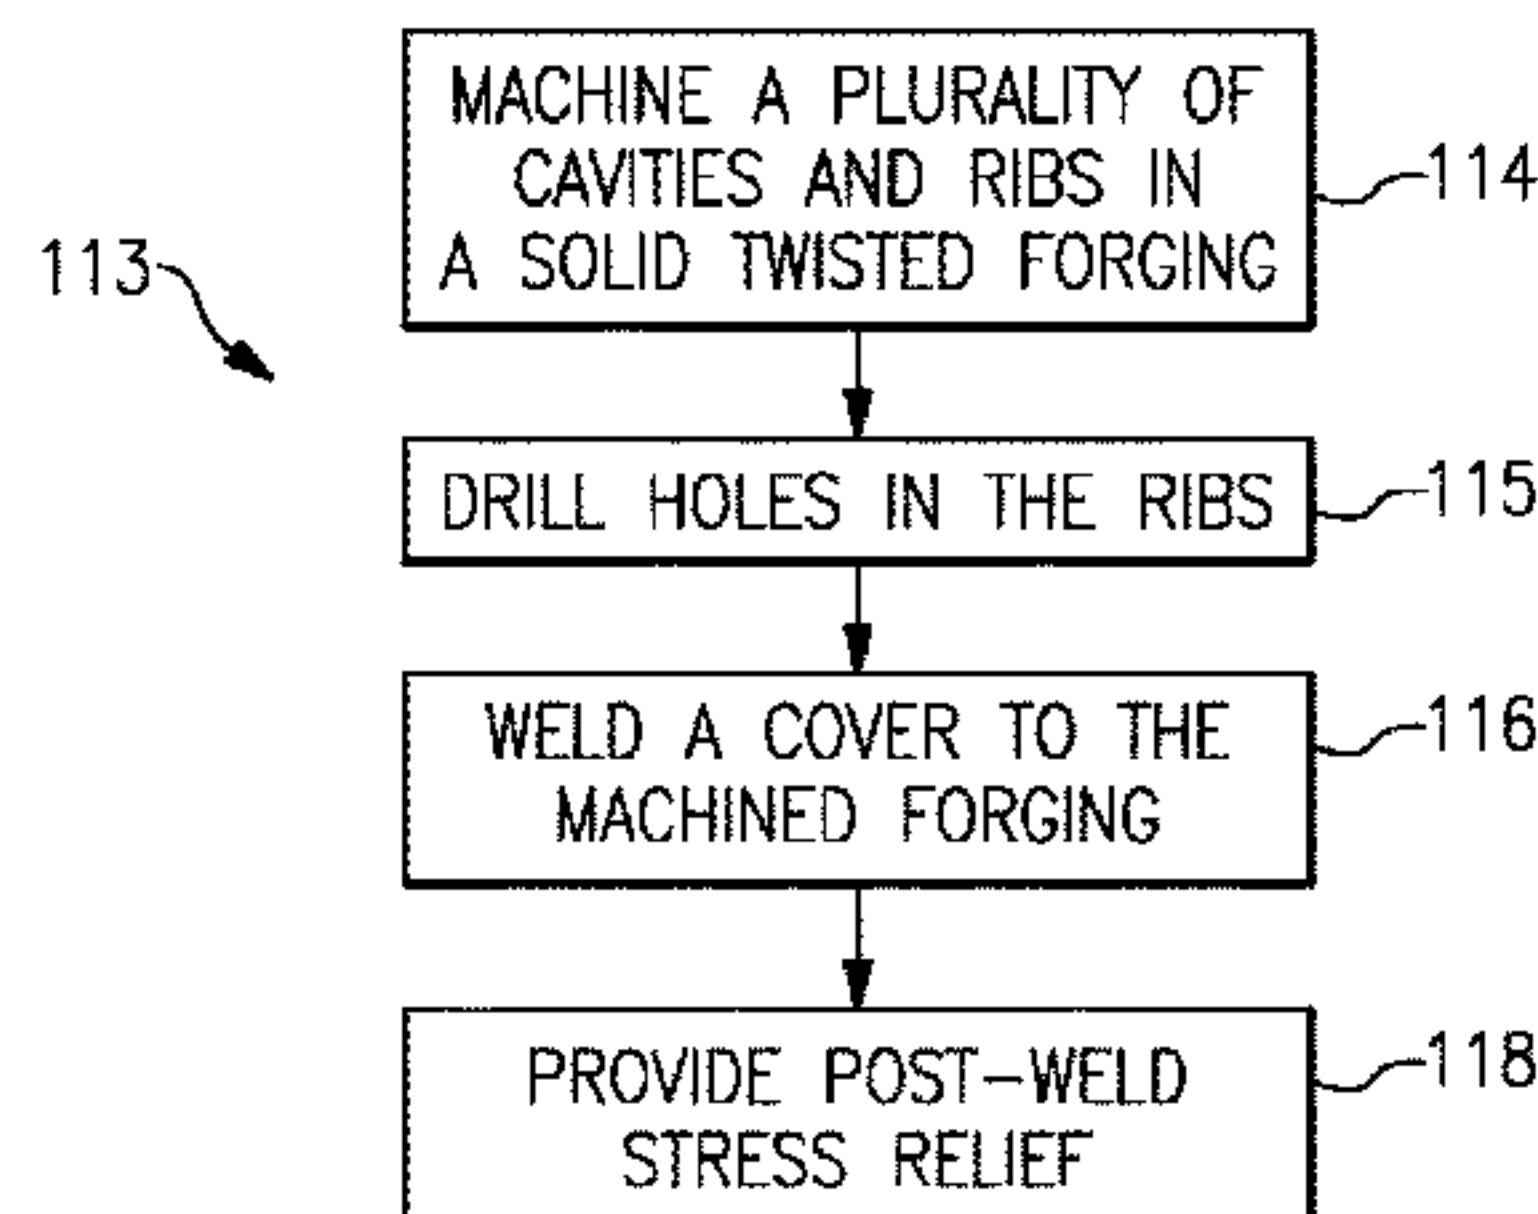 MACHINE A PLURALITY OF
CAVITIES AND RIBS IN
A SOLID TWISTED FORGING
114
113
DRILL HOLES IN THE RIBS
115
WELD A COVER TO THE
MACHINED FORGING
116
PROVIDE POST-WELD
STRESS RELIEF
118